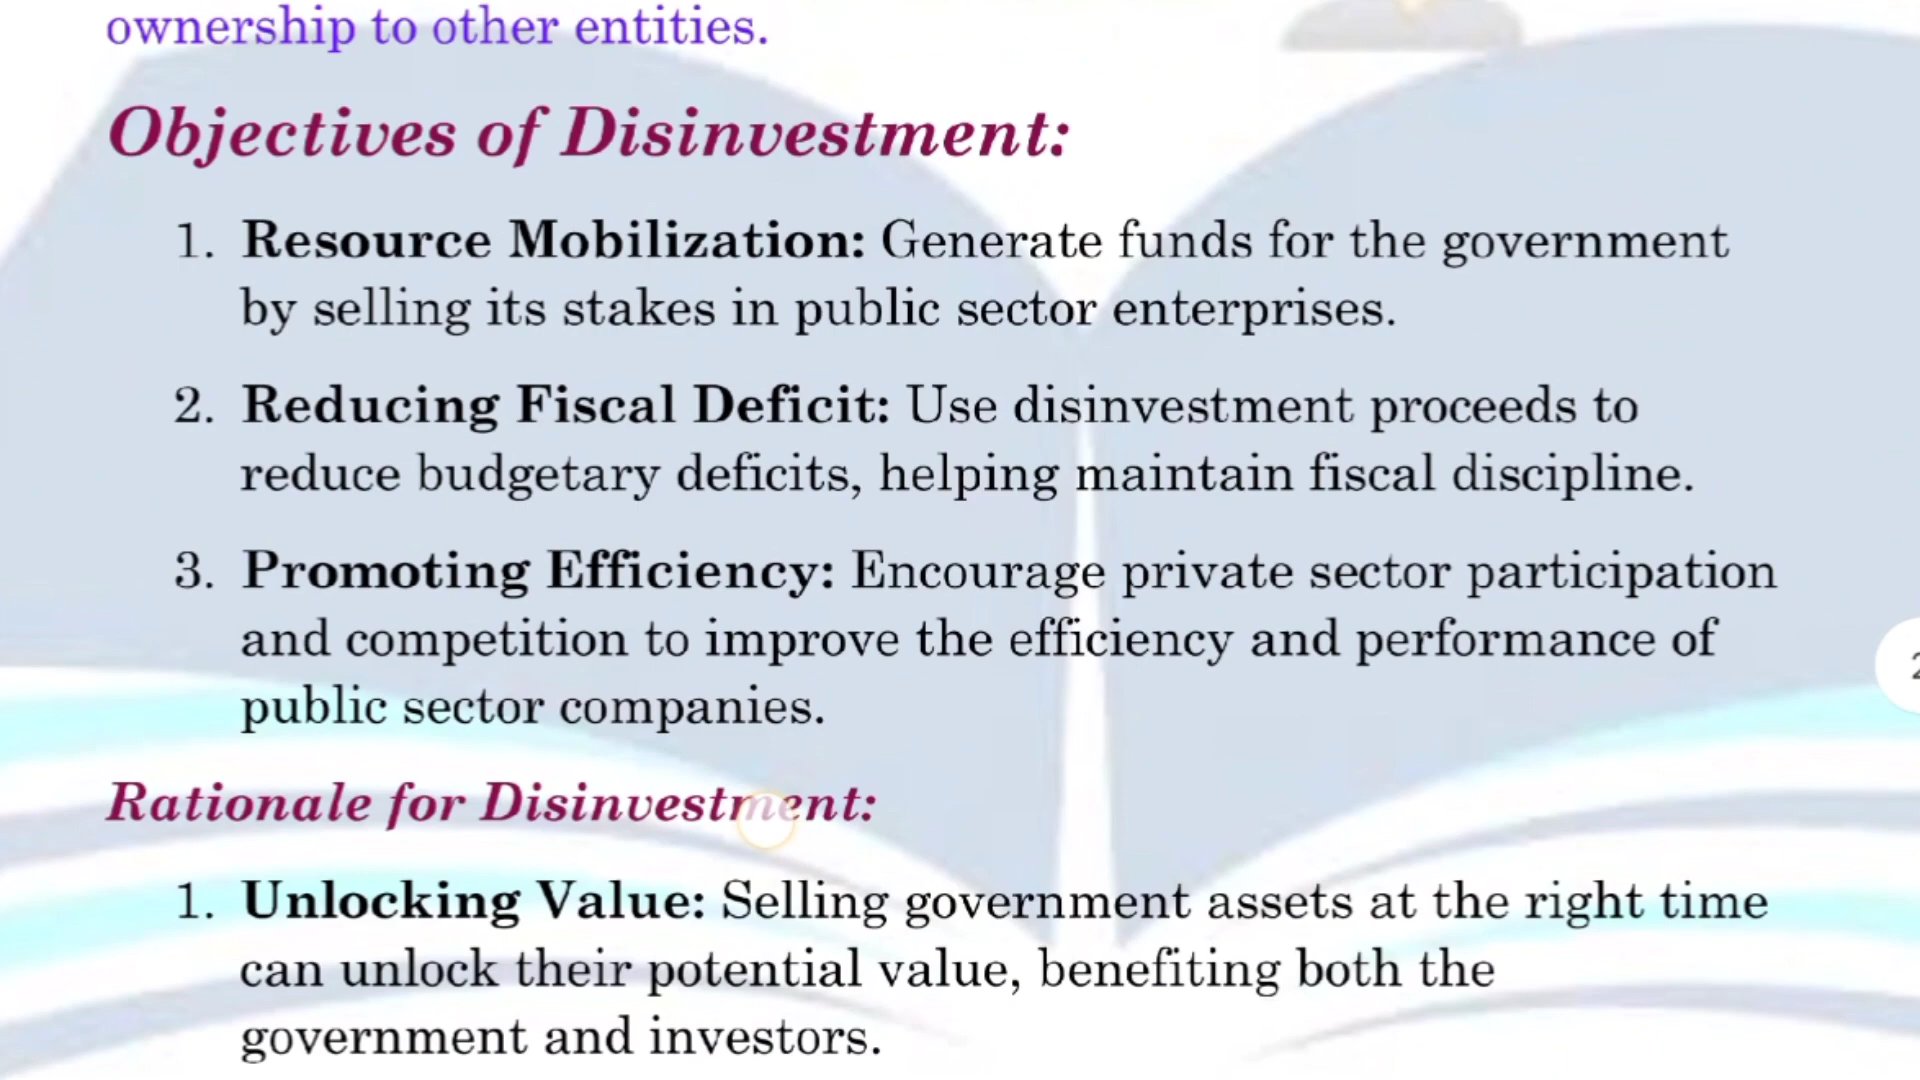 ownership to other entities.
Objectives of Disinvestment:
1. Resource Mobilization: Generate funds for the government
by selling its stakes in public sector enterprises.
2. Reducing Fiscal Deficit: Use disinvestment proceeds to
reduce budgetary deficits, helping maintain fiscal discipline.
3. Promoting Efficiency: Encourage private sector participation
and competition to improve the efficiency and performance of
public sector companies.
2
Rationale for Disinvestment:
1. Unlocking Value: Selling government assets at the right time
can unlock their potential value, benefiting both the
government and investors.